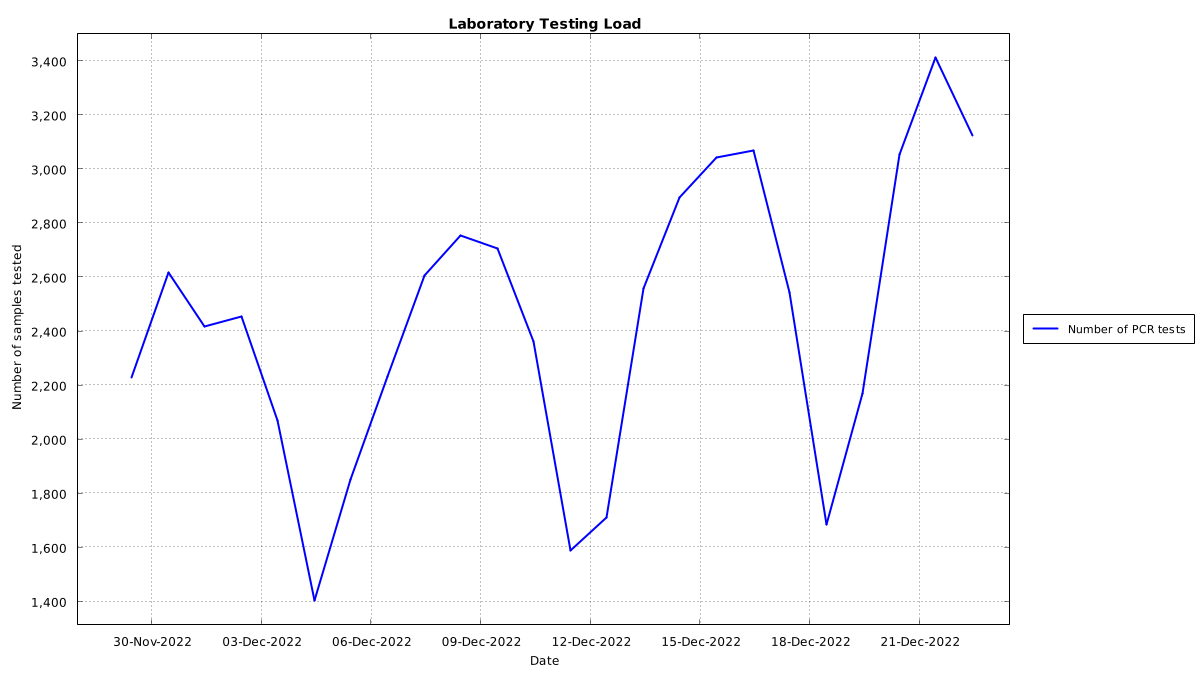 Laboratory Testing Load
3,400
3,200
3,000
2,800
2,600
2,400
2,200
2,000
1,800
1,600
1,400
Number of samples tested
30-Nov-2022
03-Dec-2022
06-Dec-2022
09-Dec-2022
12-Dec-2022
15-Dec-2022
18-Dec-2022
21-Dec-2022
Date
Number of PCR tests